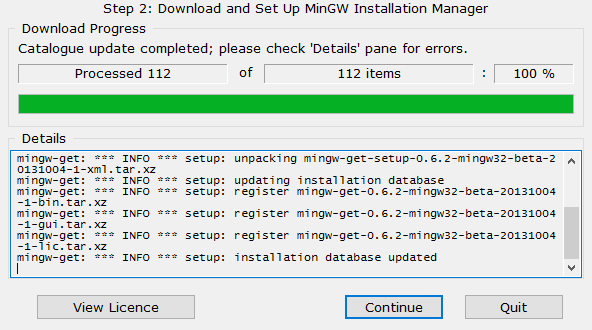 Step 2: Download and Set Up MinGW Installation Manager
Download Progress
Catalogue update completed; please check 'Details' pane for errors.
Processed 112 of 112 items : 100 %
Details
mingw-get: *** INFO *** setup: unpacking mingw-get-setup-0.6.2-mingw32-beta-2
0131004-1-xml.tar.xz
mingw-get: *** INFO *** setup: updating installation database
mingw-get: *** INFO *** setup: register mingw-get-0.6.2-mingw32-beta-20131004
-1-bin.tar.xz
mingw-get: *** INFO *** setup: register mingw-get-0.6.2-mingw32-beta-20131004
-1-gui.tar.xz
mingw-get: *** INFO *** setup: register mingw-get-0.6.2-mingw32-beta-20131004
-1-lic.tar.xz
mingw-get: *** INFO *** setup: installation database updated
View Licence Continue Quit